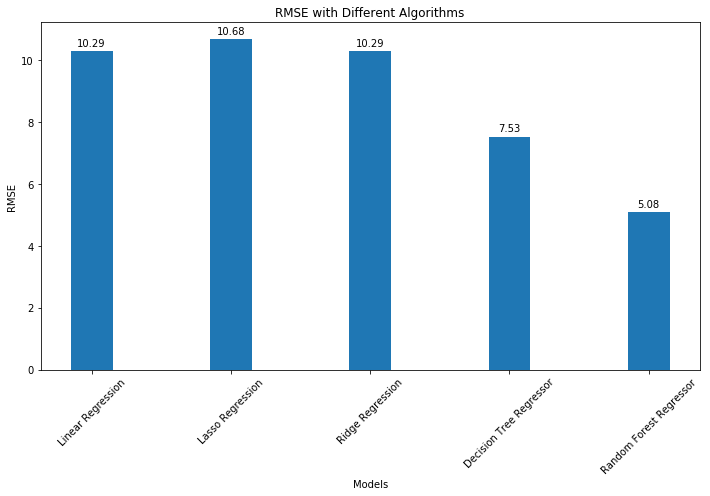 RMSE with Different Algorithms
10.29
10.68
10.29
7.53
5.08
10
8
6
4
2
0
RMSE
Linear Regression
Lasso Regression
Ridge Regression
Decision Tree Regressor
Random Forest Regressor
Models